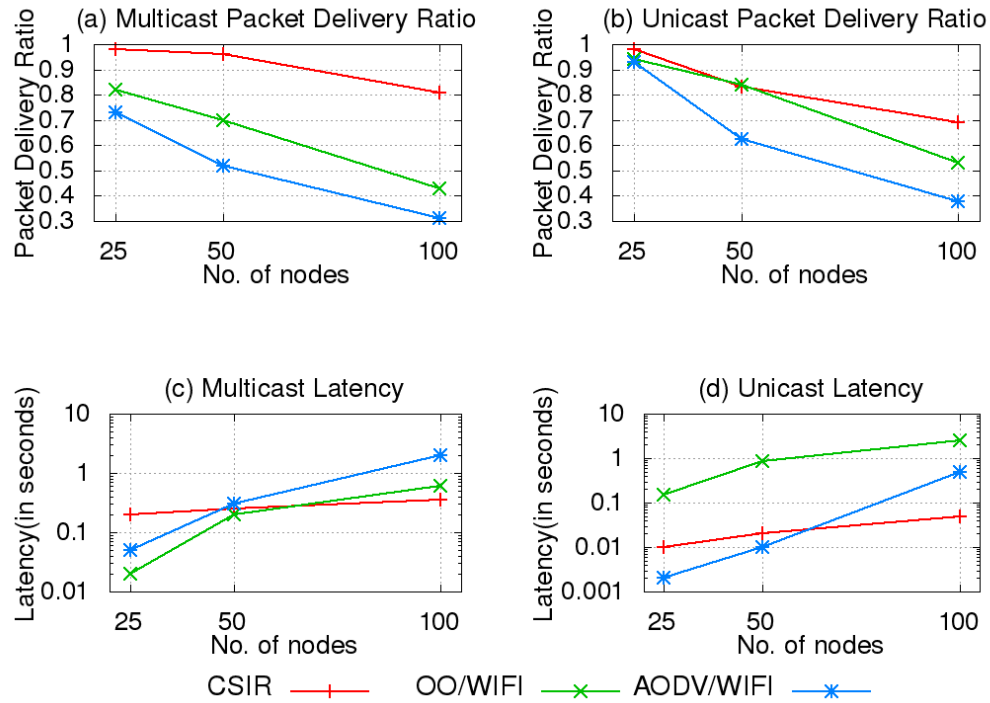 (a) Multicast Packet Delivery Ratio
Packet Delivery Ratio
1
0.9
0.8
0.7
0.6
0.5
0.4
0.3
25 50 100
No. of nodes
(b) Unicast Packet Delivery Ratio
Packet Delivery Ratio
1
0.9
0.8
0.7
0.6
0.5
0.4
0.3
25 50 100
No. of nodes
(c) Multicast Latency
Latency(in seconds)
10
1
0.1
0.01
25 50 100
No. of nodes
(d) Unicast Latency
Latency(in seconds)
10
1
0.1
0.01
0.001
25 50 100
No. of nodes
CSIR OO/WIFI AODV/WIFI